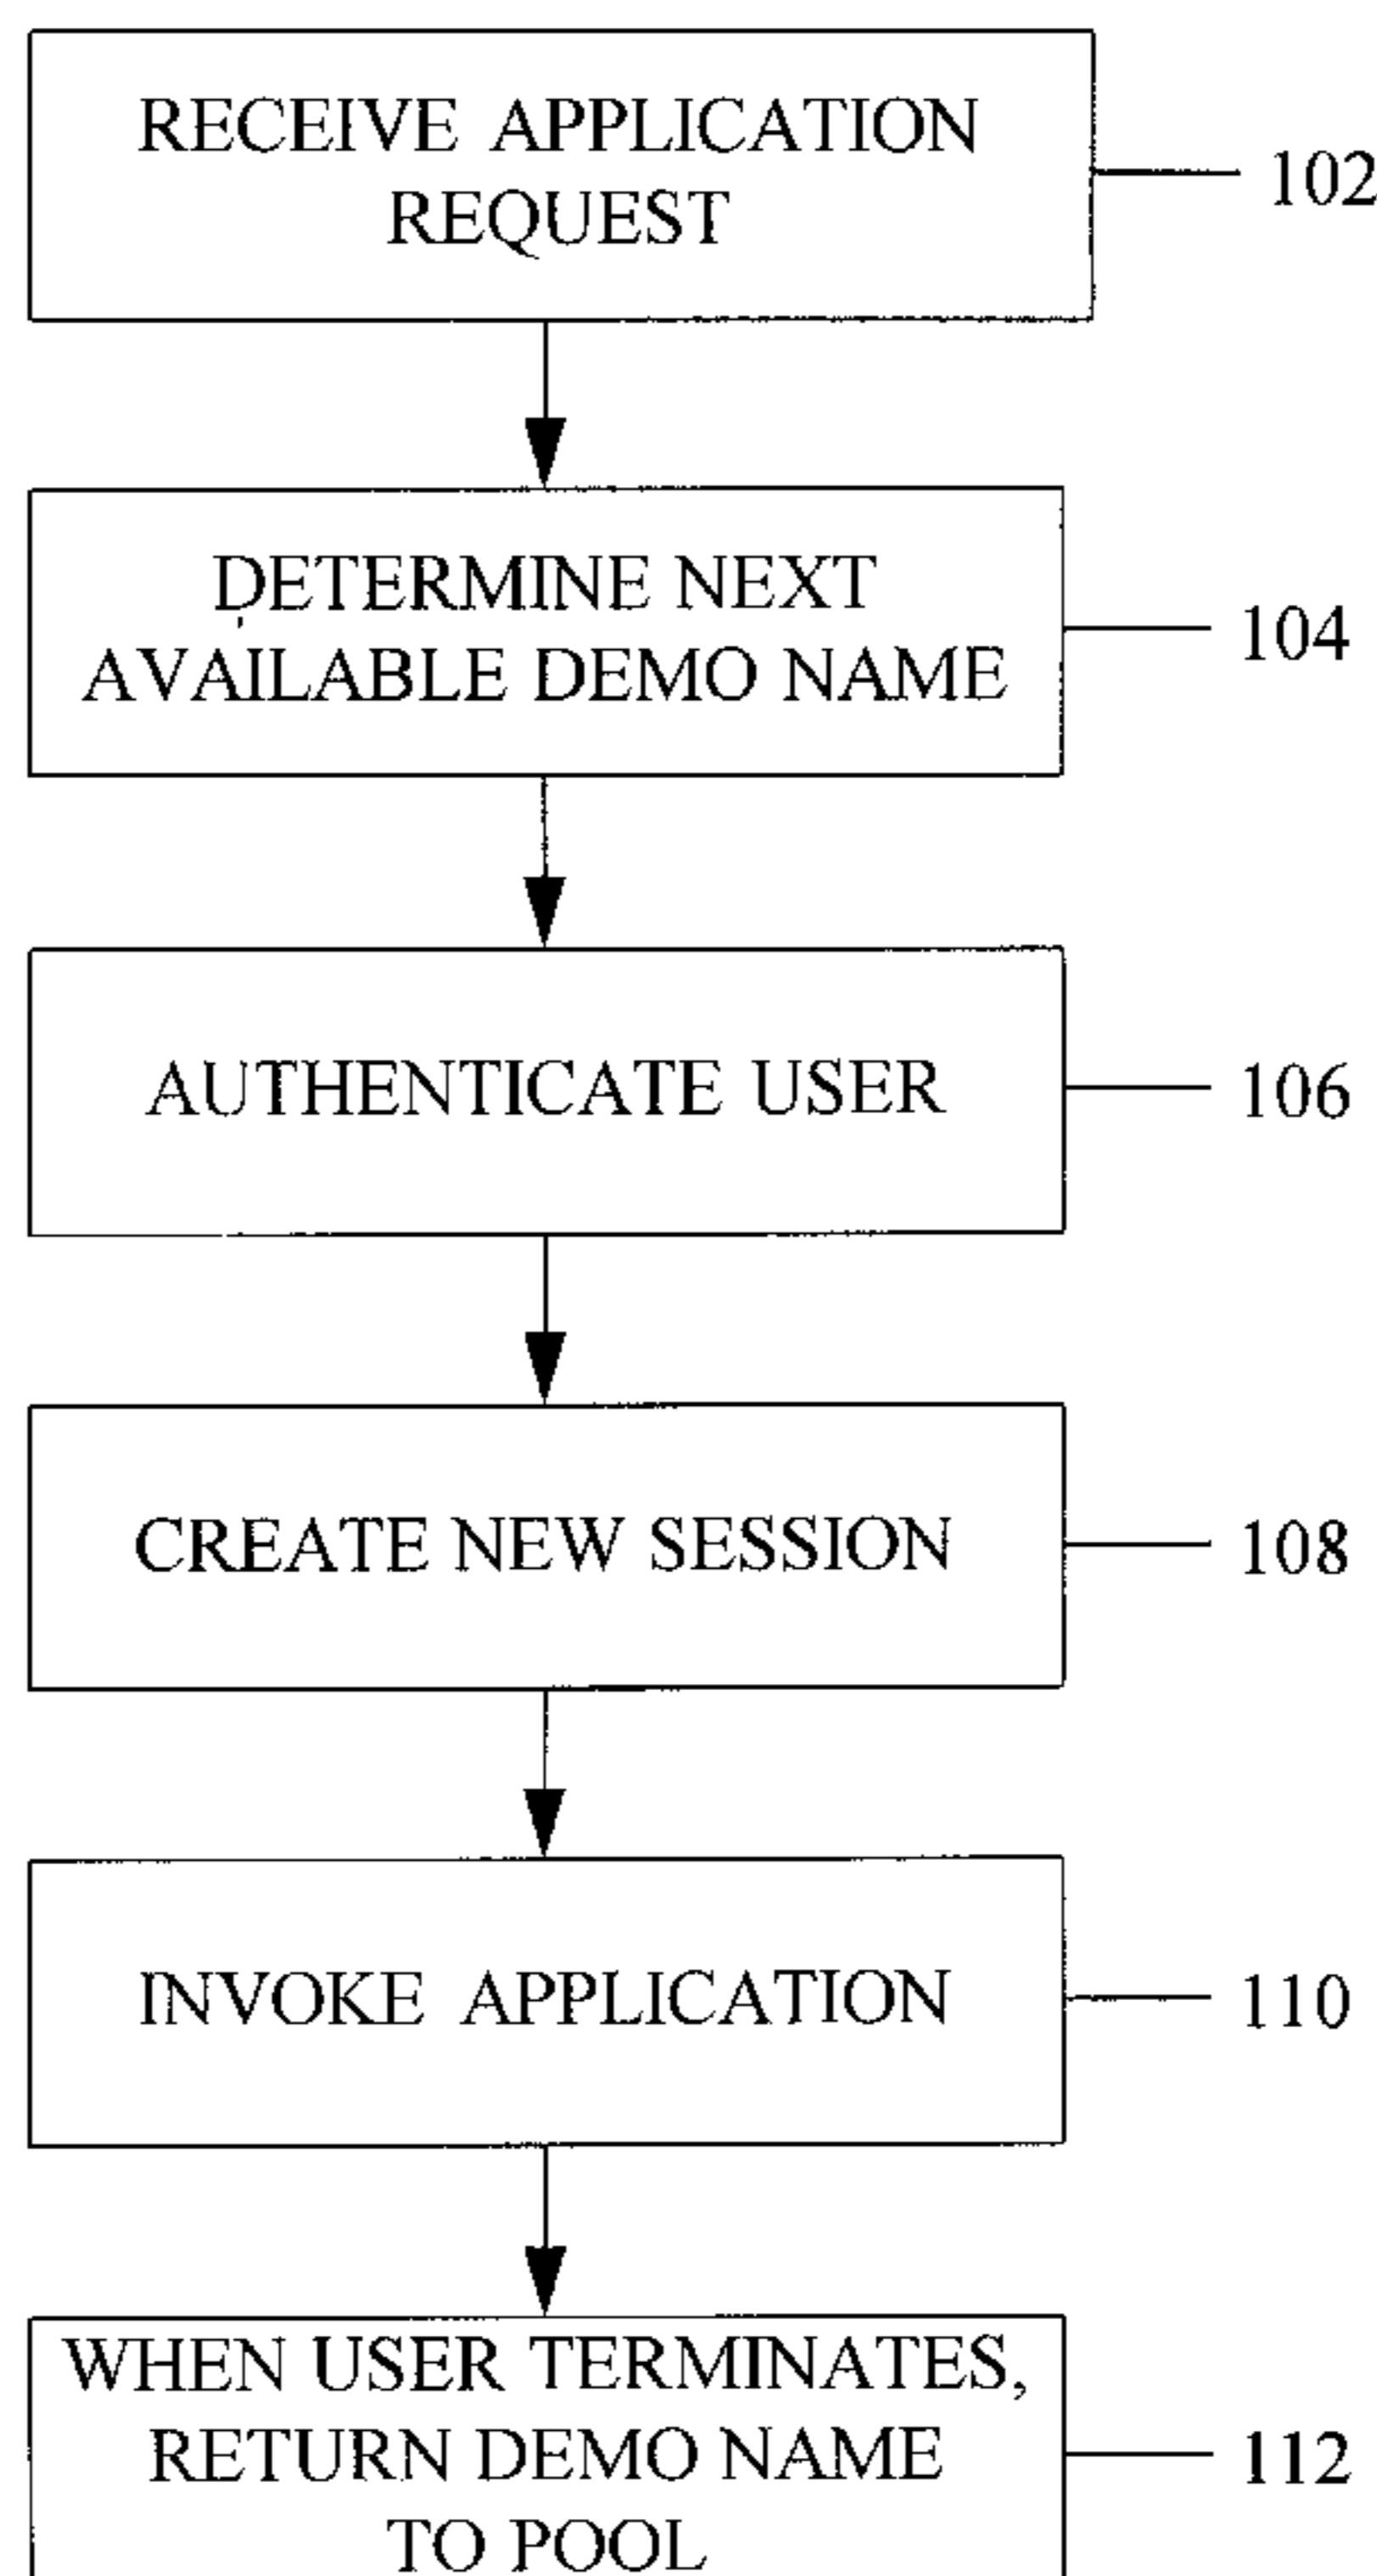 RECEIVE APPLICATION
REQUEST
102
DETERMINE NEXT
AVAILABLE DEMO NAME
104
AUTHENTICATE USER
106
CREATE NEW SESSION
108
INVOKE APPLICATION
110
WHEN USER TERMINATES,
RETURN DEMO NAME
TO POOL
112